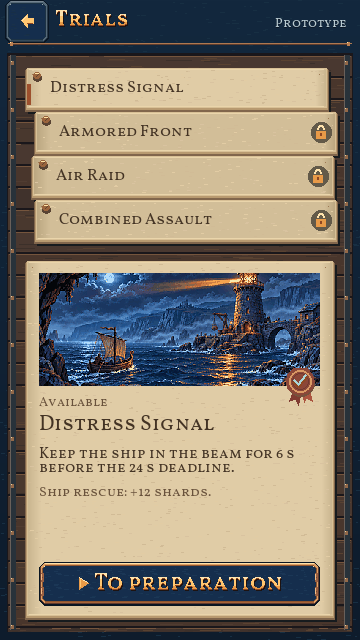 Trials
Prototype
Distress Signal
Armored Front
Air Raid
Combined Assault
Available
Distress Signal
Keep the ship in the beam for 6 s
before the 24 s deadline.
Ship rescue: +12 shards.
To preparation